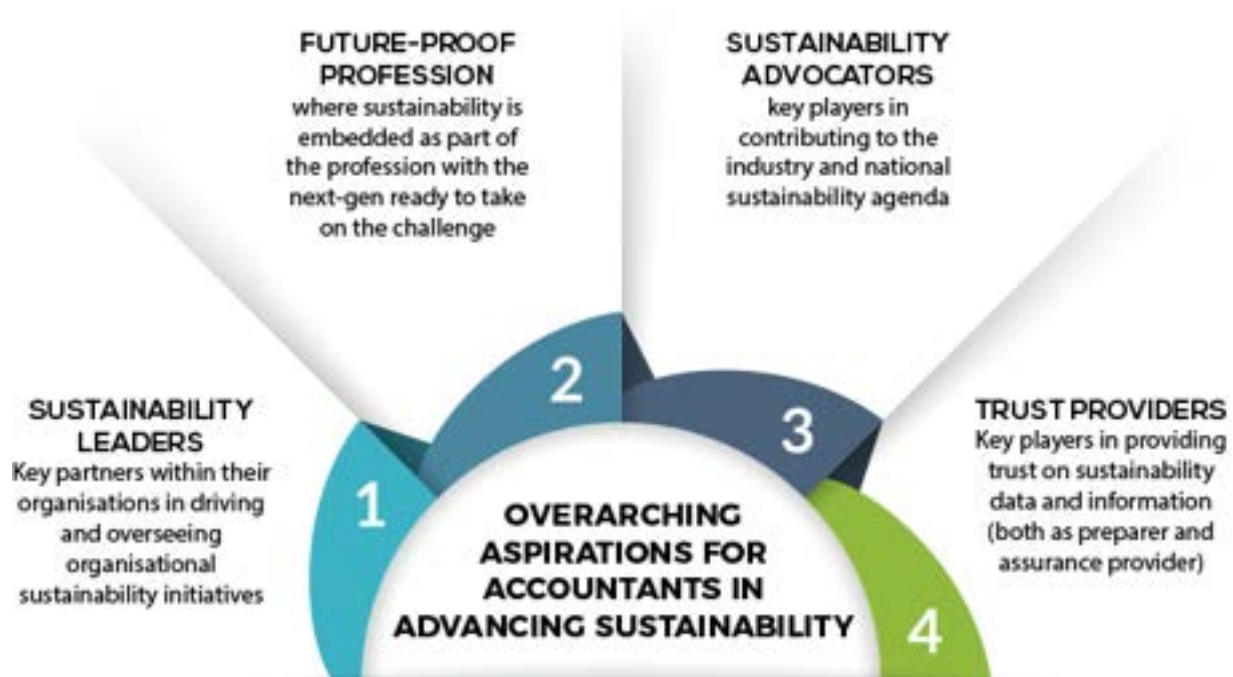 FUTURE-PROOF
PROFESSION
where sustainability is
embedded as part of
the profession with the
next-gen ready to take
on the challenge
SUSTAINABILITY
ADVOCATORS
key players in
contributing to the
industry and national
sustainability agenda
SUSTAINABILITY
LEADERS
Key partners within their
organisations in driving
and overseeing
organisational
sustainability initiatives
TRUST PROVIDERS
Key players in providing
trust on sustainability
data and information
(both as preparer and
assurance provider)
1
2
3
4
OVERARCHING
ASPIRATIONS FOR
ACCOUNTANTS IN
ADVANCING SUSTAINABILITY